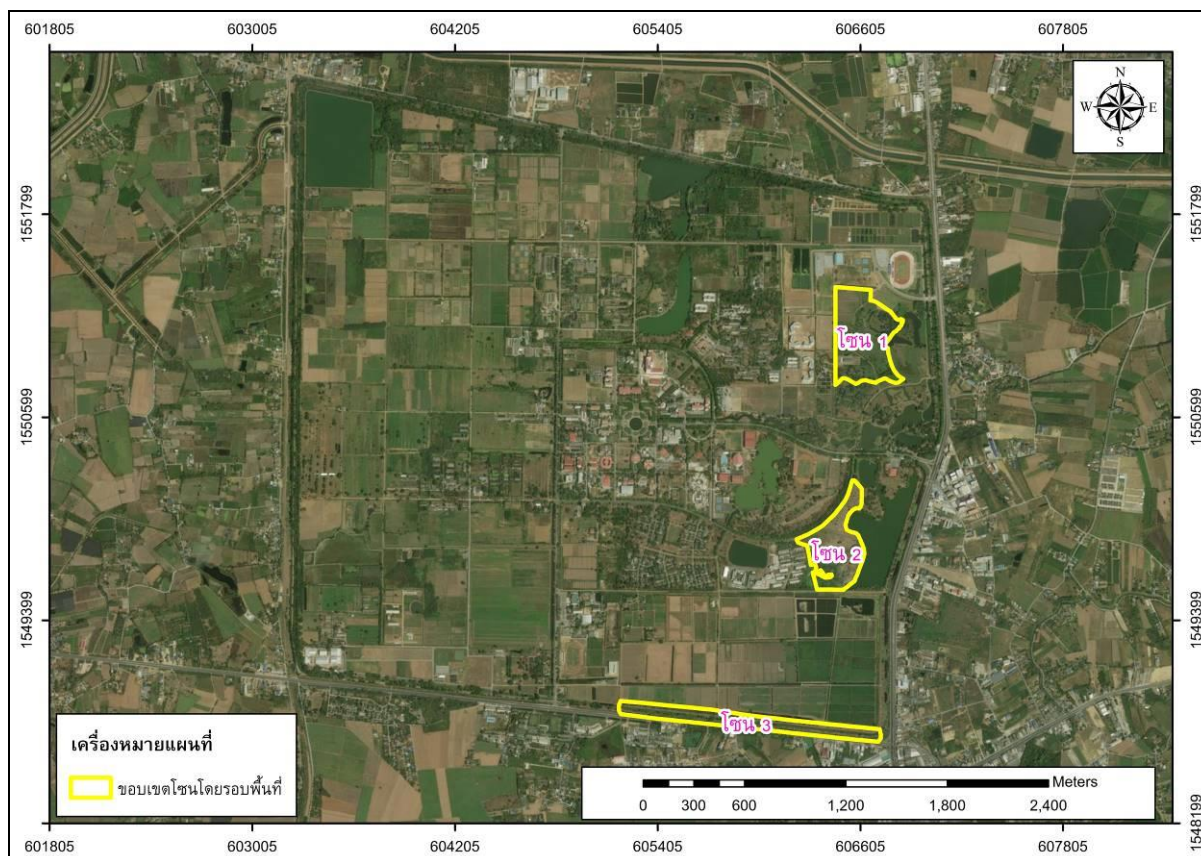 601805 603005 604205 605405 606605 607805
N
W E
S
1551799 1551799
โซน 1
1550599 1550599
โซน 2
1549399 1549399
โซน 3
เครื่องหมายแผนที่
ขอบเขตโซนโดยรอบพื้นที่
Meters
0 300 600 1,200 1,800 2,400
1548199 1548199
601805 603005 604205 605405 606605 607805